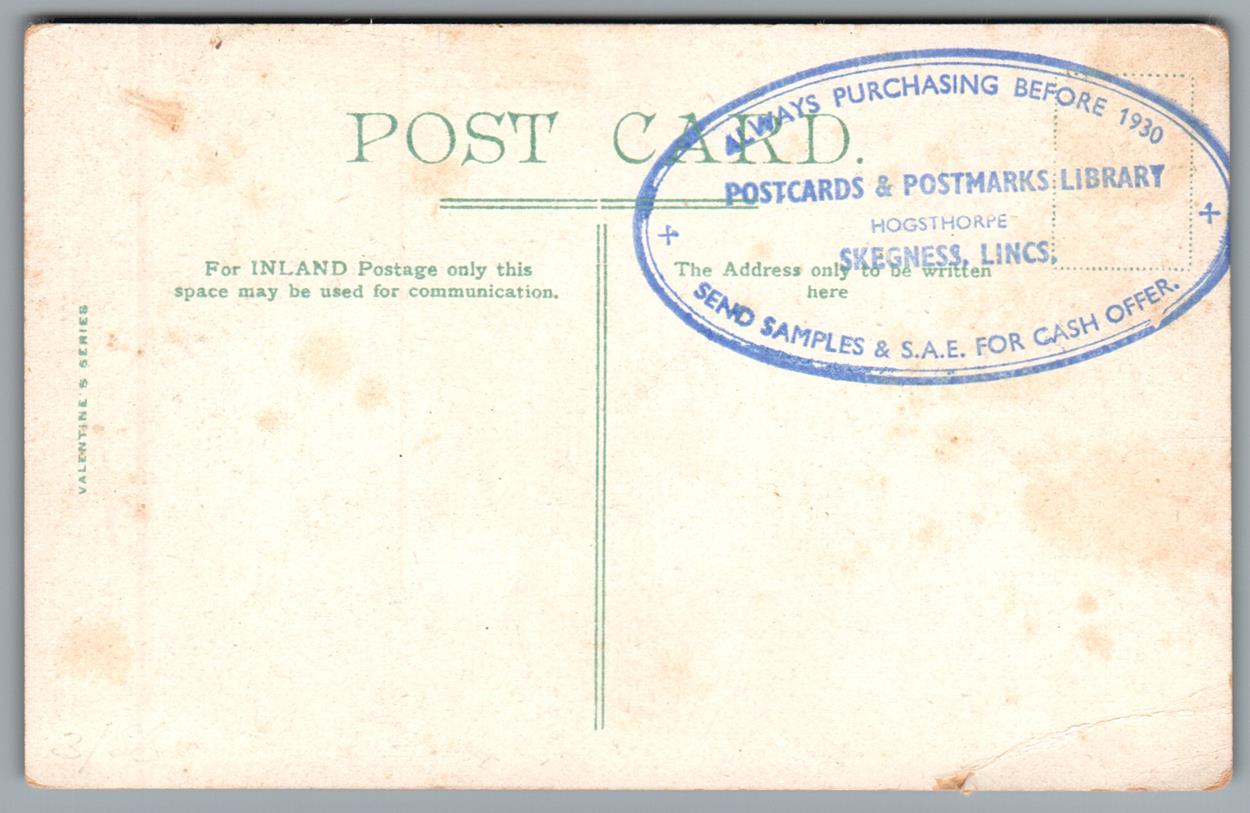 POST CARD.
For INLAND Postage only this
space may be used for communication.
The Address only to be written
here
VALENTINE'S SERIES
ALWAYS PURCHASING BEFORE 1930
POSTCARDS & POSTMARKS LIBRARY
HOGSTHORPE
SKEGNESS, LINCS.
SEND SAMPLES & S.A.E. FOR CASH OFFER.